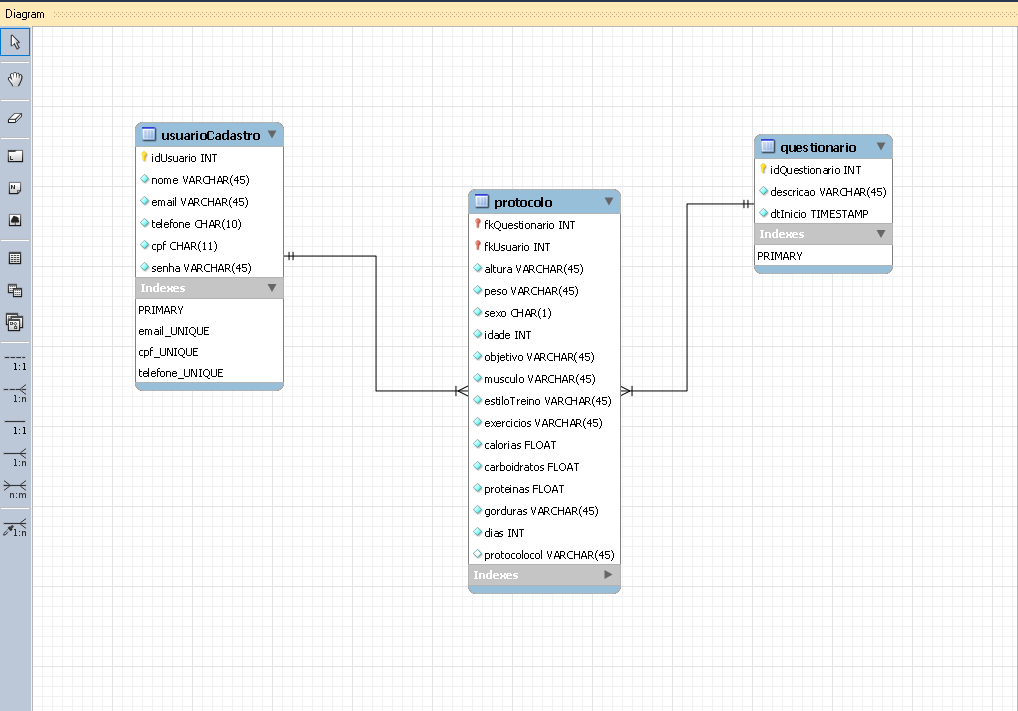 Diagram
usuarioCadastro
idUsuario INT
nome VARCHAR(45)
email VARCHAR(45)
telefone CHAR(10)
cpf CHAR(11)
senha VARCHAR(45)
Indexes
PRIMARY
email_UNIQUE
cpf_UNIQUE
telefone_UNIQUE
protocolo
fkQuestionario INT
fkUsuario INT
altura VARCHAR(45)
peso VARCHAR(45)
sexo CHAR(1)
idade INT
objetivo VARCHAR(45)
musculo VARCHAR(45)
estiloTreino VARCHAR(45)
exercicios VARCHAR(45)
calorias FLOAT
carboidratos FLOAT
proteinas FLOAT
gorduras VARCHAR(45)
dias INT
protocolocol VARCHAR(45)
Indexes
questionario
idQuestionario INT
descricao VARCHAR(45)
dtInicio TIMESTAMP
Indexes
PRIMARY
1:1
1:n
1:1
1:n
n:m
1:n